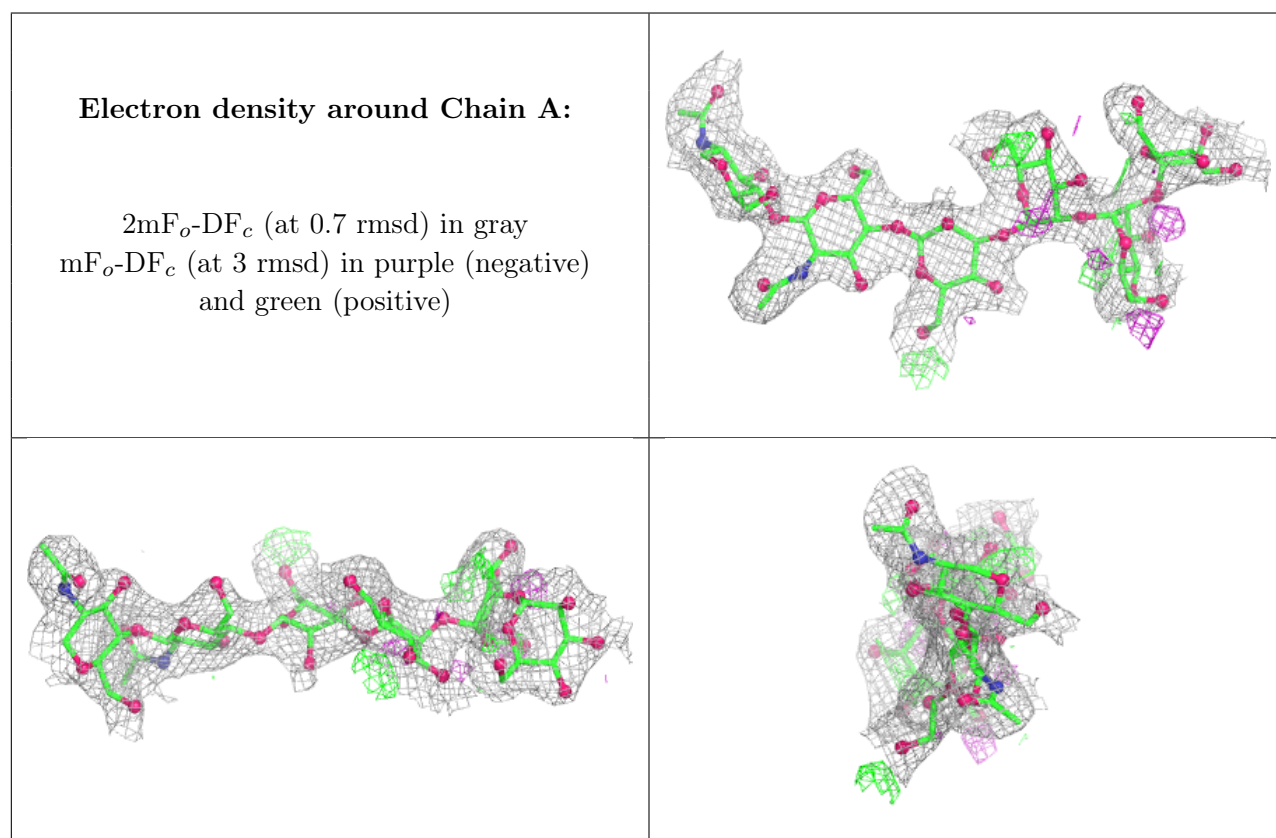 Electron density around Chain A:
2mFo-DFc (at 0.7 rmsd) in gray
mFo-DFc (at 3 rmsd) in purple (negative)
and green (positive)